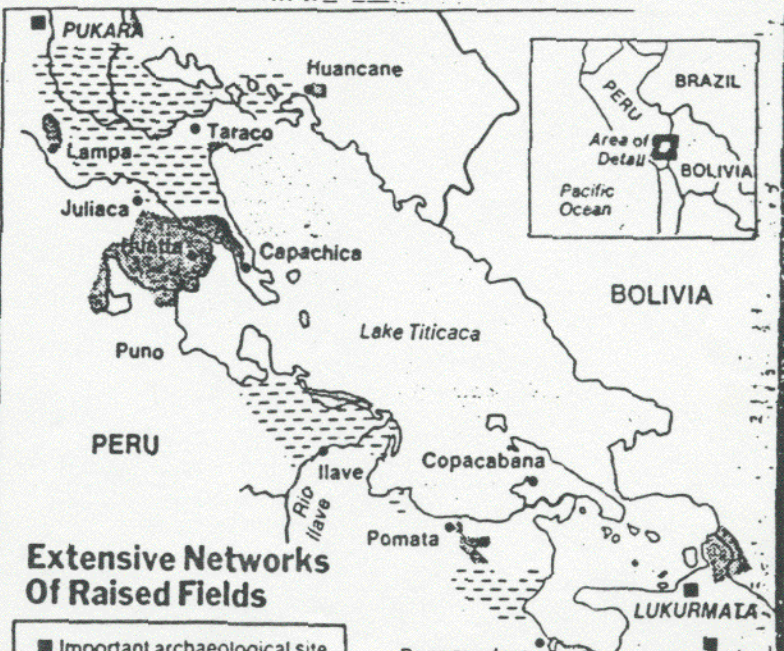 PUKARA
Huancane
Taraco
Lampa
Juliaca
Huatta
Capachica
BRAZIL
PERU
Area of
Detail
BOLIVIA
Pacific
Ocean
BOLIVIA
Lake Titicaca
Puno
PERU
Ilave
Rio
Ilave
Copacabana
Pomata
Extensive Networks
Of Raised Fields
LUKURMATA
Important archaeological site